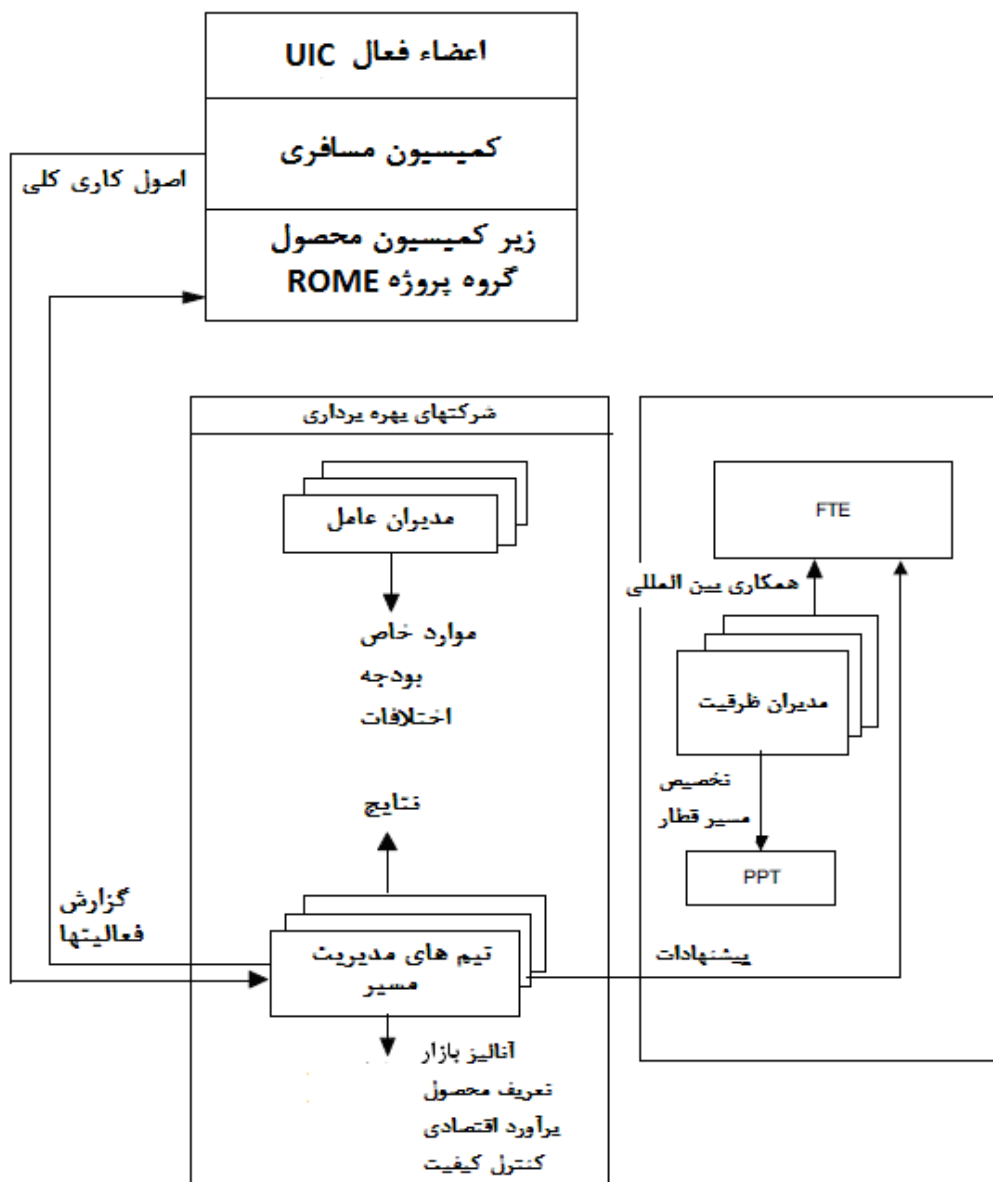 اعضاء فعال UIC
کمیسیون مسافری
اصول کاری کلی
زیر کمیسیون محصول
گروه پروژه ROME
شرکتهای بهره برداری
مدیران عامل
موارد خاص
بودجه
اختلافات
نتایج
گزارش
فعالیتها
تیم های مدیریت
مسیر
آنالیز بازار
تعریف محصول
برآورد اقتصادی
کنترل کیفیت
FTE
همکاری بین المللی
مدیران ظرفیت
تخصیص
مسیر قطار
PPT
پیشنهادات